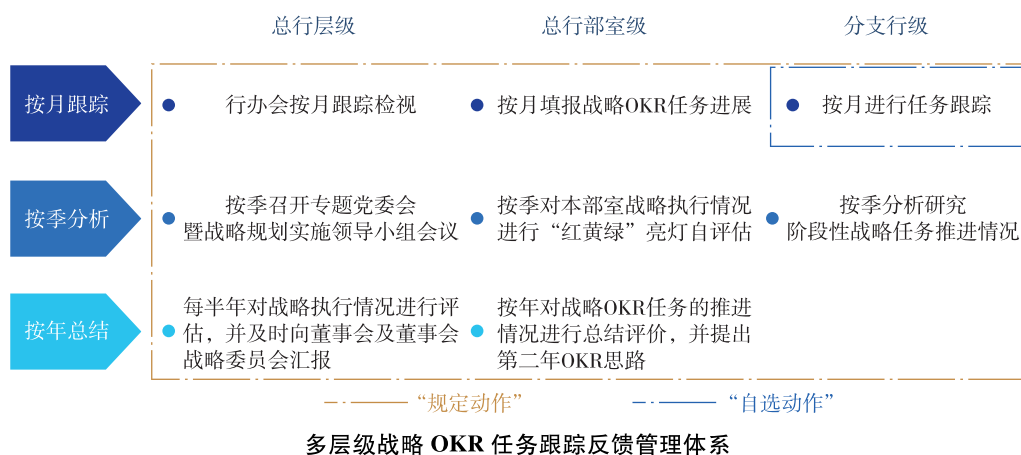 总行层级
总行部室级
分支行级
按月跟踪
行办会按月跟踪检视
按月填报战略OKR任务进展
按月进行任务跟踪
按季分析
按季召开专题党委会
暨战略规划实施领导小组会议
按季对本部室战略执行情况
进行“红黄绿”亮灯自评估
按季分析研究
阶段性战略任务推进情况
按年总结
每半年对战略执行情况进行评
估，并及时向董事会及董事会
战略委员会汇报
按年对战略OKR任务的推进
情况进行总结评价，并提出
第二年OKR思路
“规定动作”
“自选动作”
多层级战略 OKR 任务跟踪反馈管理体系